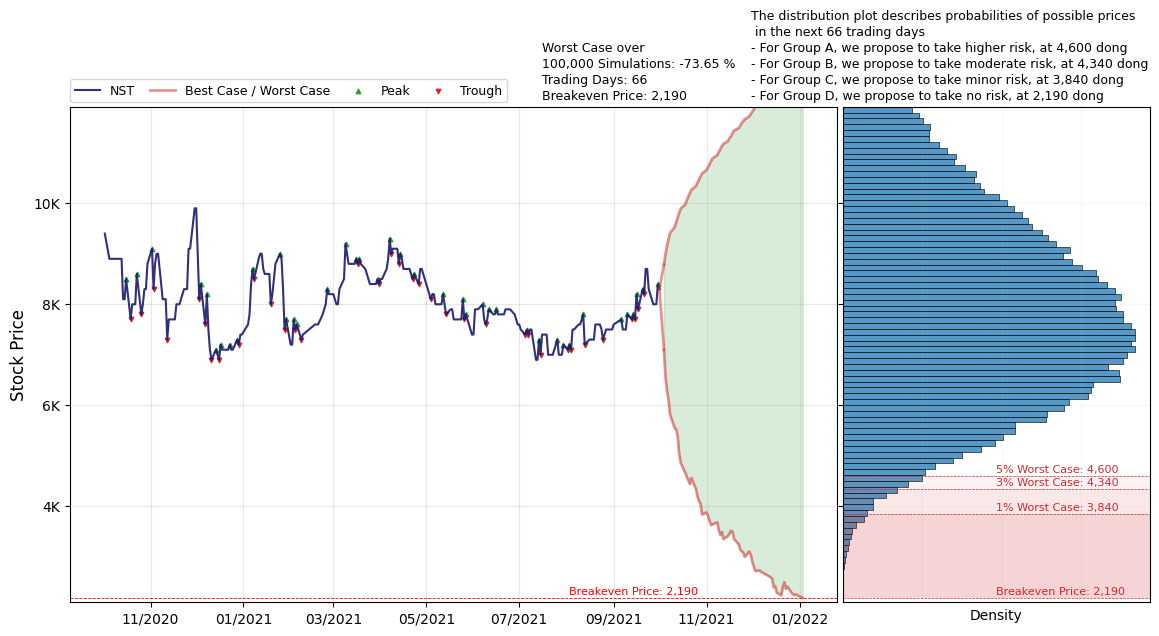 The distribution plot describes probabilities of possible prices
in the next 66 trading days
- For Group A, we propose to take higher risk, at 4,600 dong
- For Group B, we propose to take moderate risk, at 4,340 dong
- For Group C, we propose to take minor risk, at 3,840 dong
- For Group D, we propose to take no risk, at 2,190 dong
Worst Case over
100,000 Simulations: -73.65 %
Trading Days: 66
Breakeven Price: 2,190
NST
Best Case / Worst Case
Peak
Trough
Stock Price
10K
8K
6K
4K
Breakeven Price: 2,190
11/2020
01/2021
03/2021
05/2021
07/2021
09/2021
11/2021
01/2022
5% Worst Case: 4,600
3% Worst Case: 4,340
1% Worst Case: 3,840
Breakeven Price: 2,190
Density